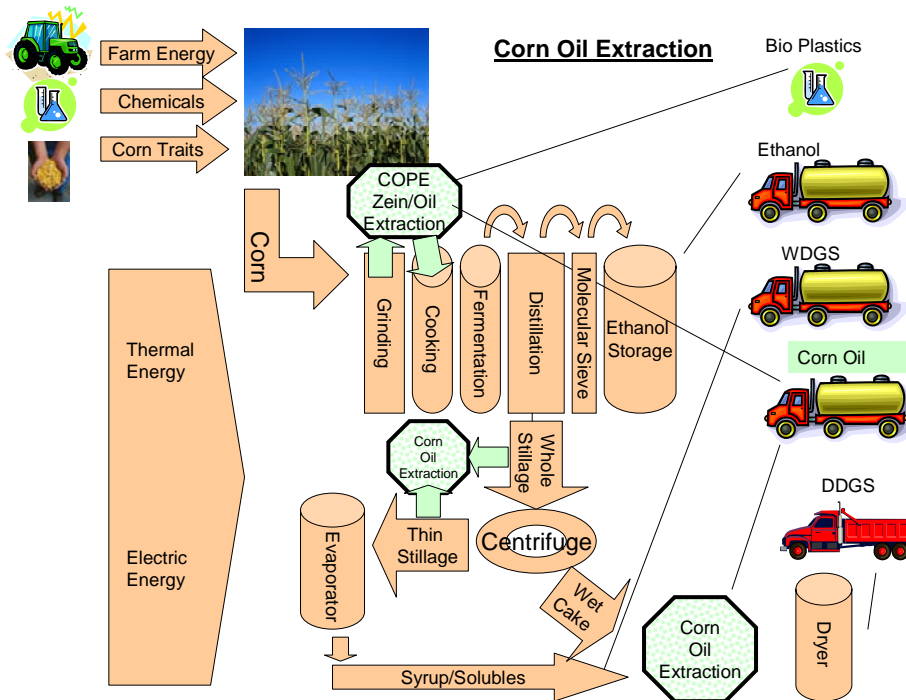 Corn Oil Extraction
Bio Plastics
Farm Energy
Chemicals
Corn Traits
Ethanol
COPE
Zein/Oil
Extraction
Corn
WDGS
Grinding
Cooking
Fermentation
Distillation
Molecular Sieve
Ethanol
Storage
Thermal
Energy
Corn Oil
Corn
Oil
Extraction
Whole
Stillage
DDGS
Evaporator
Thin
Stillage
Centrifuge
Electric
Energy
Wet
Cake
Corn
Oil
Extraction
Dryer
Syrup/Solubles